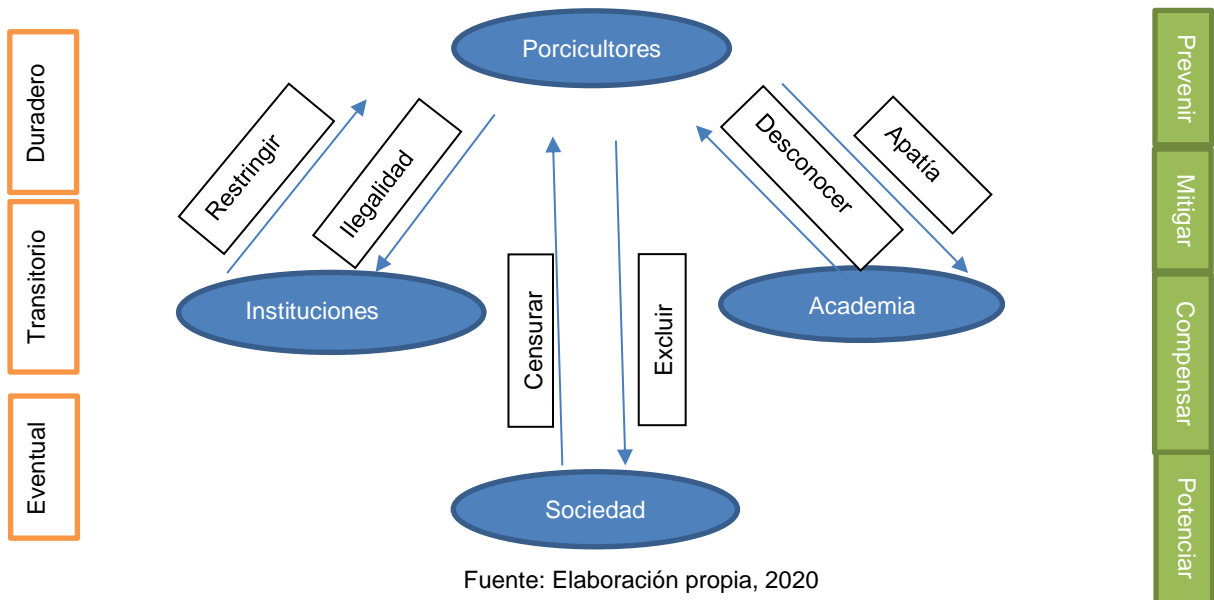 Porcicultores
Duradero
Transitorio
Eventual
Restringir
Ilegalidad
Censurar
Excluir
Desconocer
Apatía
Instituciones
Academia
Sociedad
Prevenir
Mitigar
Compensar
Potenciar
Fuente: Elaboración propia, 2020